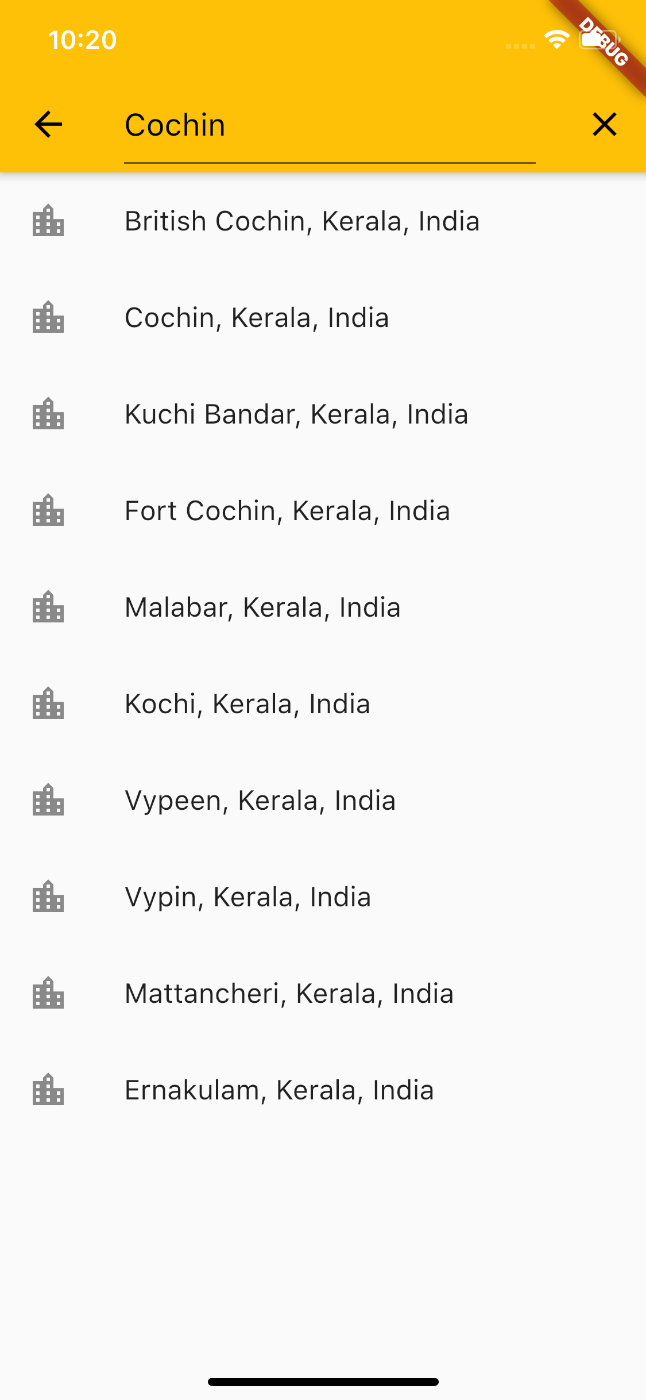 10:20
DEBUG
Cochin
British Cochin, Kerala, India
Cochin, Kerala, India
Kuchi Bandar, Kerala, India
Fort Cochin, Kerala, India
Malabar, Kerala, India
Kochi, Kerala, India
Vypeen, Kerala, India
Vypin, Kerala, India
Mattancheri, Kerala, India
Ernakulam, Kerala, India